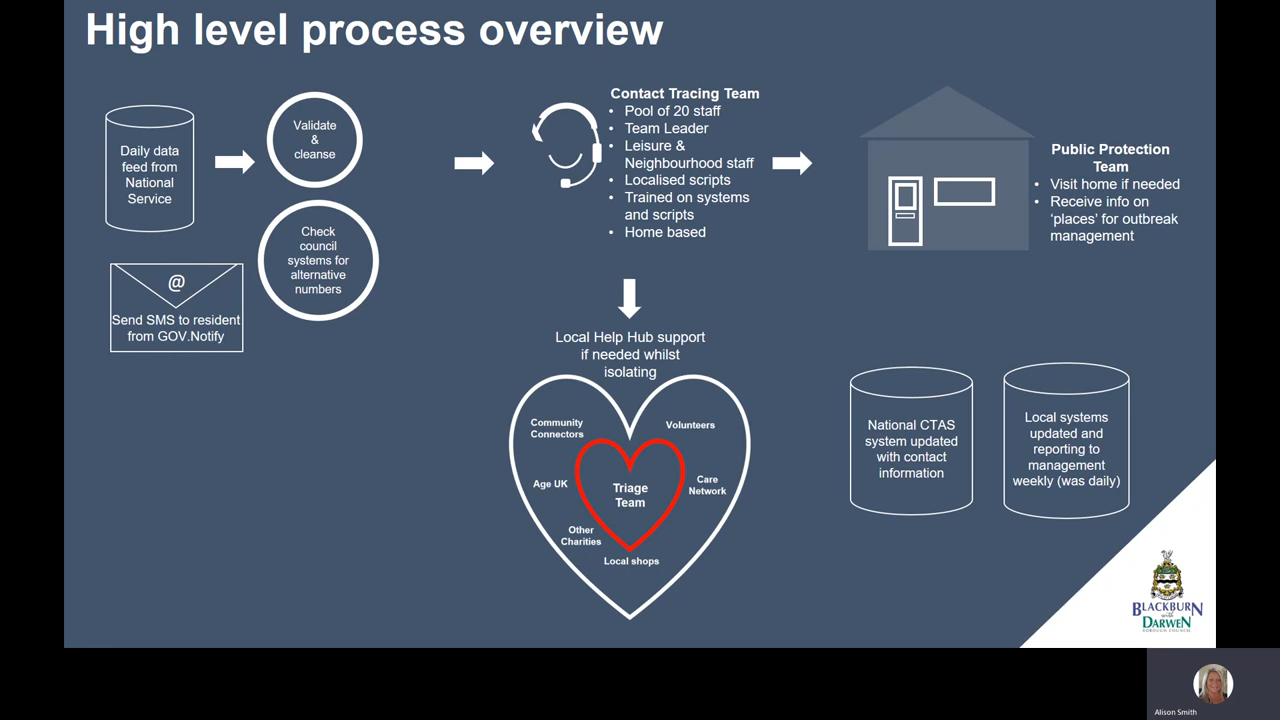 High level process overview
Daily data
feed from
National
Service
Validate
&
cleanse
Check
council
systems for
alternative
numbers
@
Send SMS to resident
from GOV.Notify
Contact Tracing Team
• Pool of 20 staff
• Team Leader
• Leisure &
Neighbourhood staff
• Localised scripts
• Trained on systems
and scripts
• Home based
Public Protection
Team
• Visit home if needed
• Receive info on
‘places’ for outbreak
management
Local Help Hub support
if needed whilst
isolating
Community
Connectors
Volunteers
Age UK
Triage
Team
Care
Network
Other
Charities
Local shops
National CTAS
system updated
with contact
information
Local systems
updated and
reporting to
management
weekly (was daily)
BLACKBURN
with
DARWEN
BOROUGH COUNCIL
Alison Smith